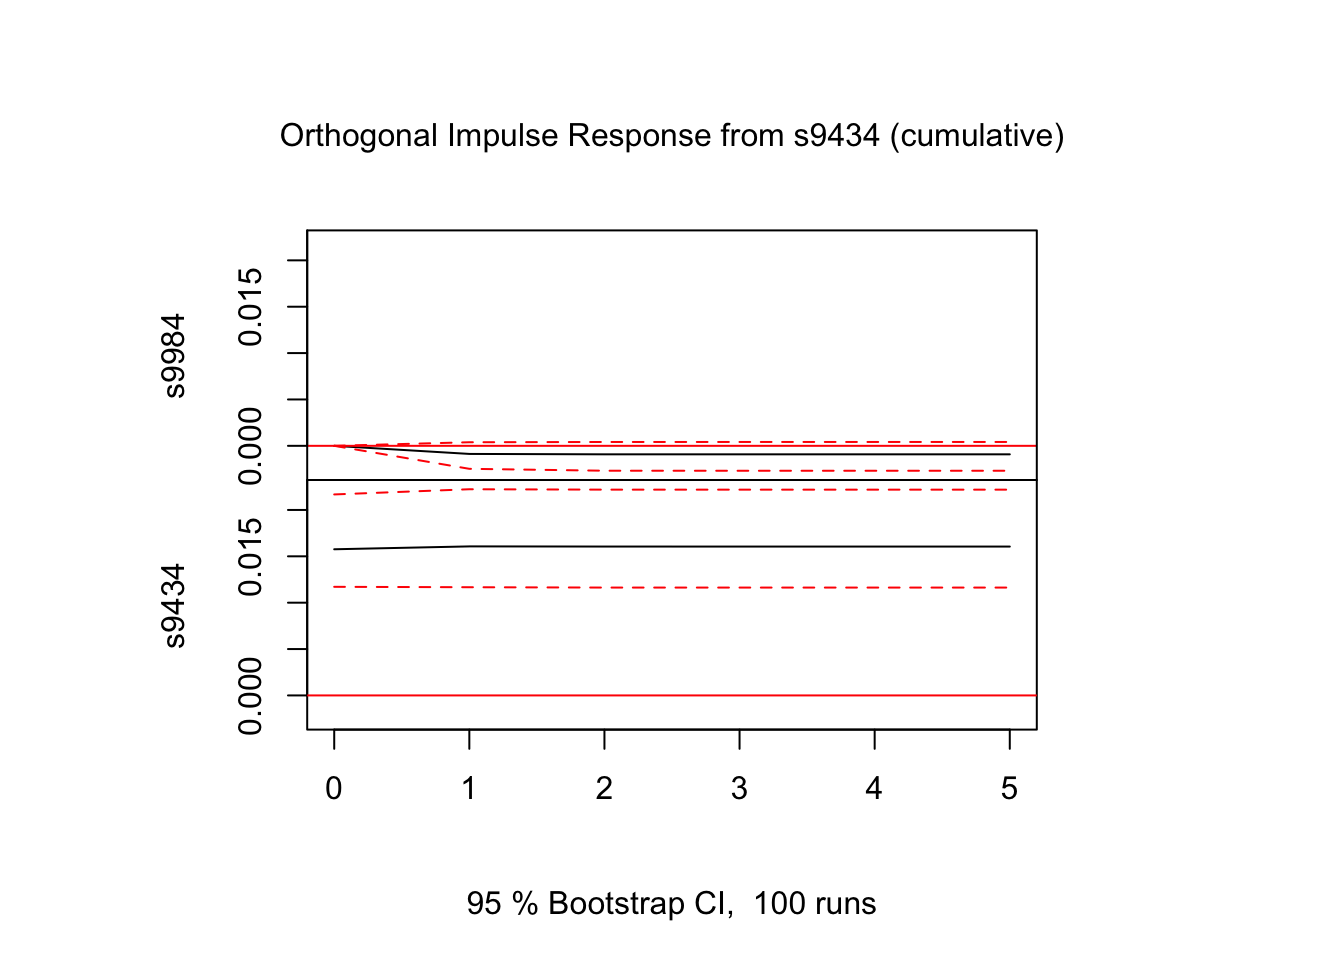 Orthogonal Impulse Response from s9434 (cumulative)
s9984
0.015
0.000
s9434
0.015
0.000
0 1 2 3 4 5
95 % Bootstrap CI,  100 runs